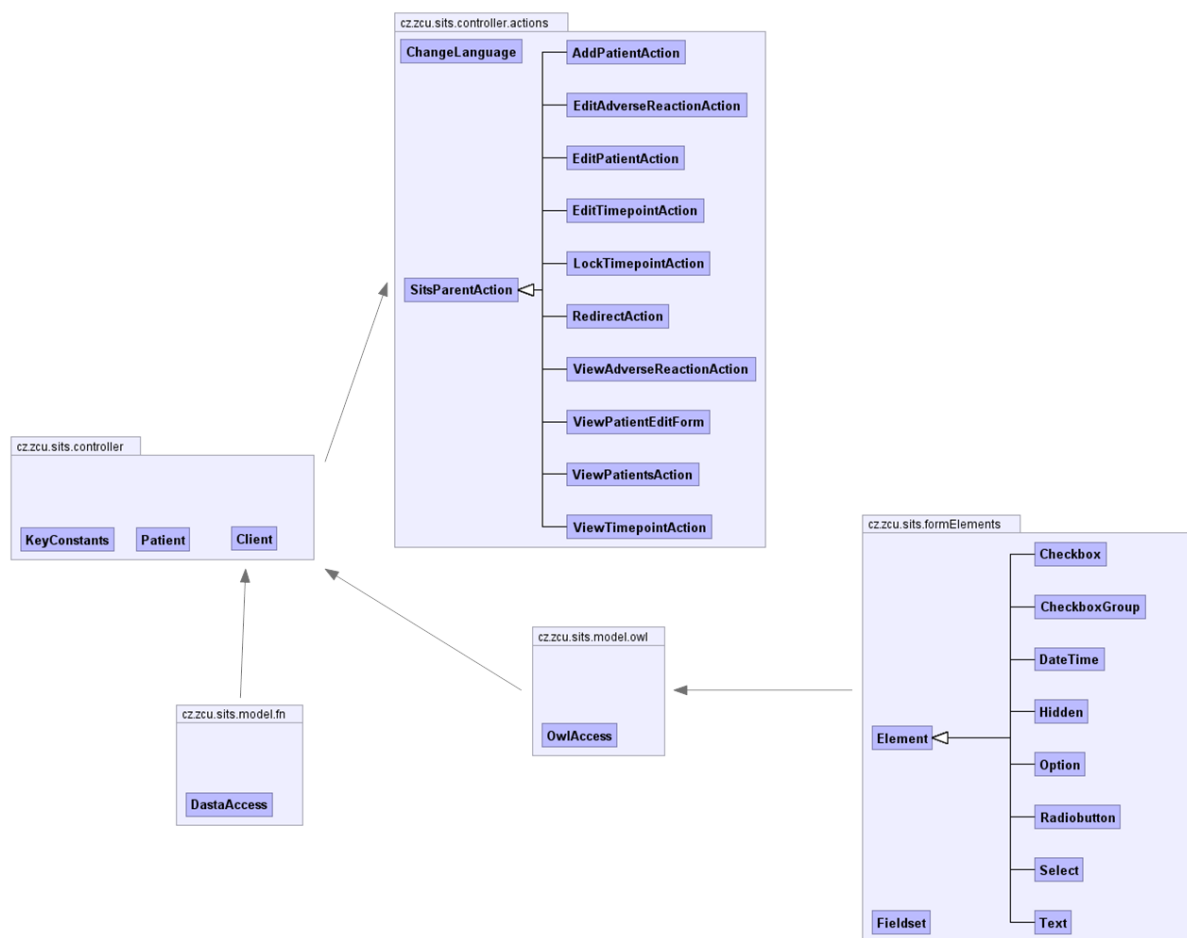 cz.zcu.sits.controller.actions
ChangeLanguage
AddPatientAction
EditAdverseReactionAction
EditPatientAction
EditTimepointAction
LockTimepointAction
SitsParentAction
RedirectAction
ViewAdverseReactionAction
ViewPatientEditForm
ViewPatientsAction
ViewTimepointAction
cz.zcu.sits.controller
KeyConstants
Patient
Client
cz.zcu.sits.formElements
Checkbox
CheckboxGroup
DateTime
Hidden
Element
Option
Radiobutton
Select
Fieldset
Text
cz.zcu.sits.model.owl
OwlAccess
cz.zcu.sits.model.fn
DastaAccess